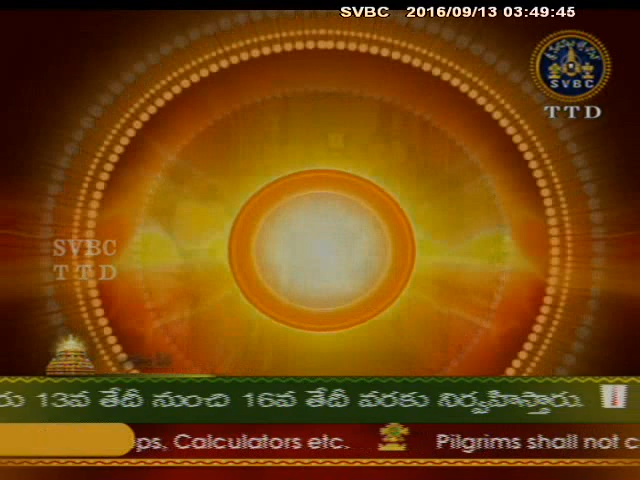 SVBC 2016/09/13 03:49:45
SVBC
TTD
SVBC
TTD
రు 13వ తేదీ నుంచి 16వ తేదీ వరకు నిర్వహిస్తారు.
ps, Calculators etc. Pilgrims shall not c